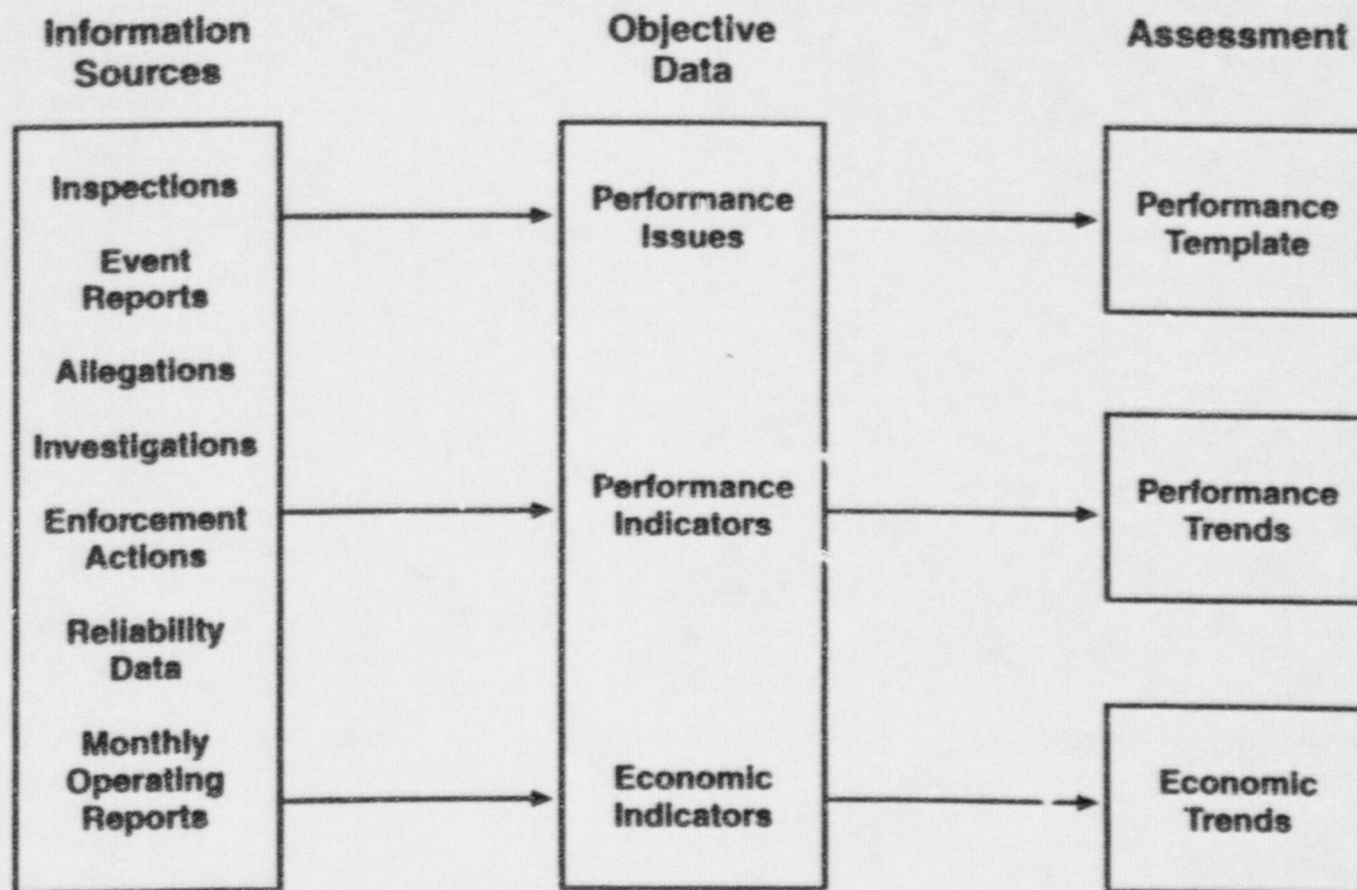 Information
Sources
Objective
Data
Assessment
Inspections
Event
Reports
Allegations
Investigations
Enforcement
Actions
Reliability
Data
Monthly
Operating
Reports
Performance
Issues
Performance
Indicators
Economic
Indicators
Performance
Template
Performance
Trends
Economic
Trends